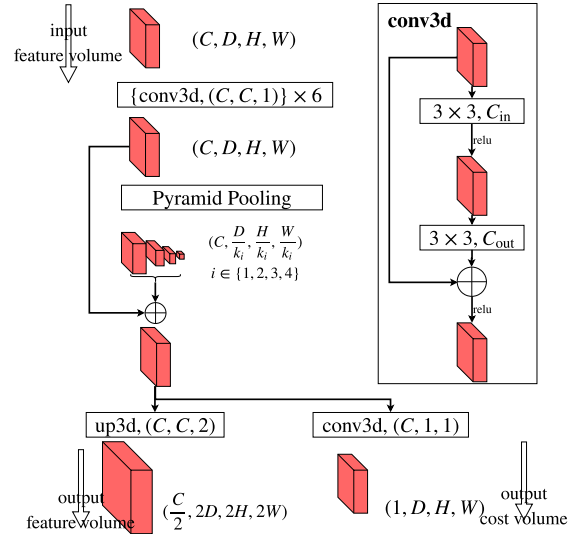 input
feature volume
(C, D, H, W)
{conv3d, (C, C, 1)} × 6
(C, D, H, W)
Pyramid Pooling
(C, D/k_i, H/k_i, W/k_i)
i ∈ {1, 2, 3, 4}
up3d, (C, C, 2)
conv3d, (C, 1, 1)
output
feature volume
(C/2, 2D, 2H, 2W)
(1, D, H, W)
output
cost volume
conv3d
3 × 3, C_in
relu
3 × 3, C_out
relu